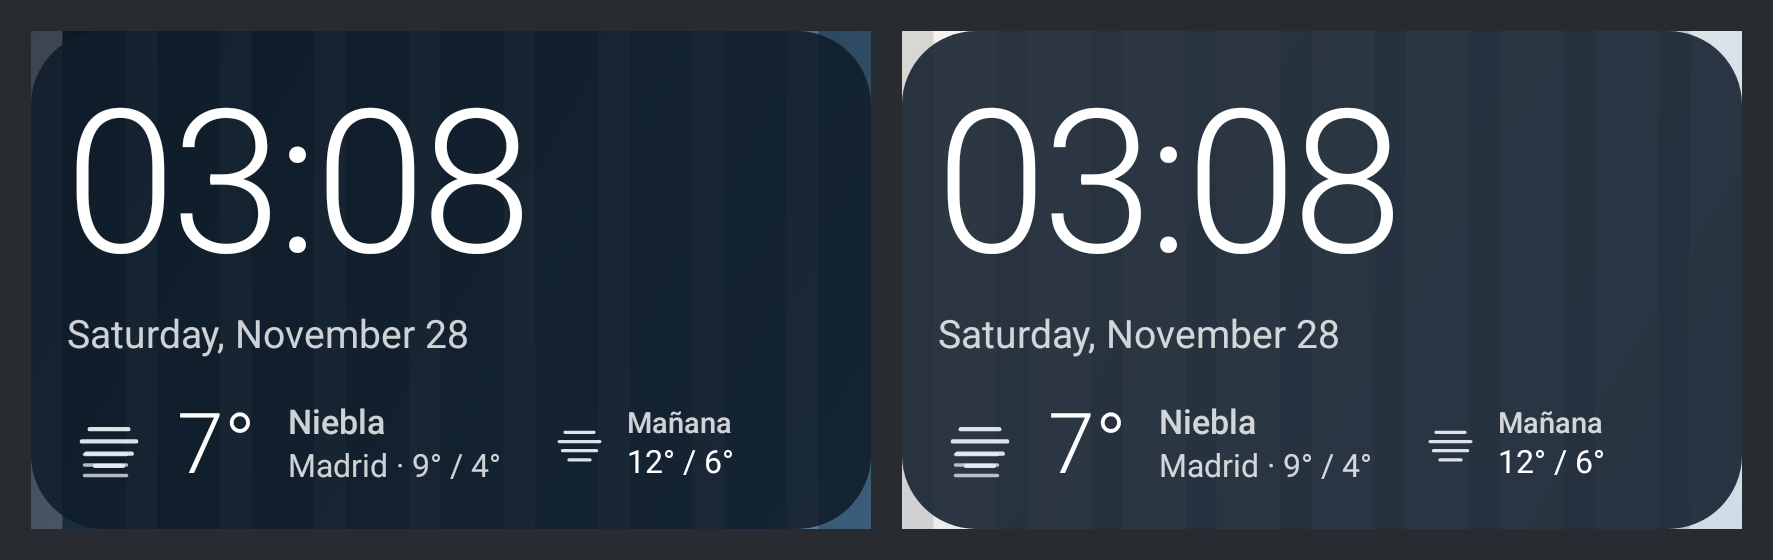 03:08
Saturday, November 28
7°
Niebla
Madrid · 9° / 4°
Mañana
12° / 6°
03:08
Saturday, November 28
7°
Niebla
Madrid · 9° / 4°
Mañana
12° / 6°